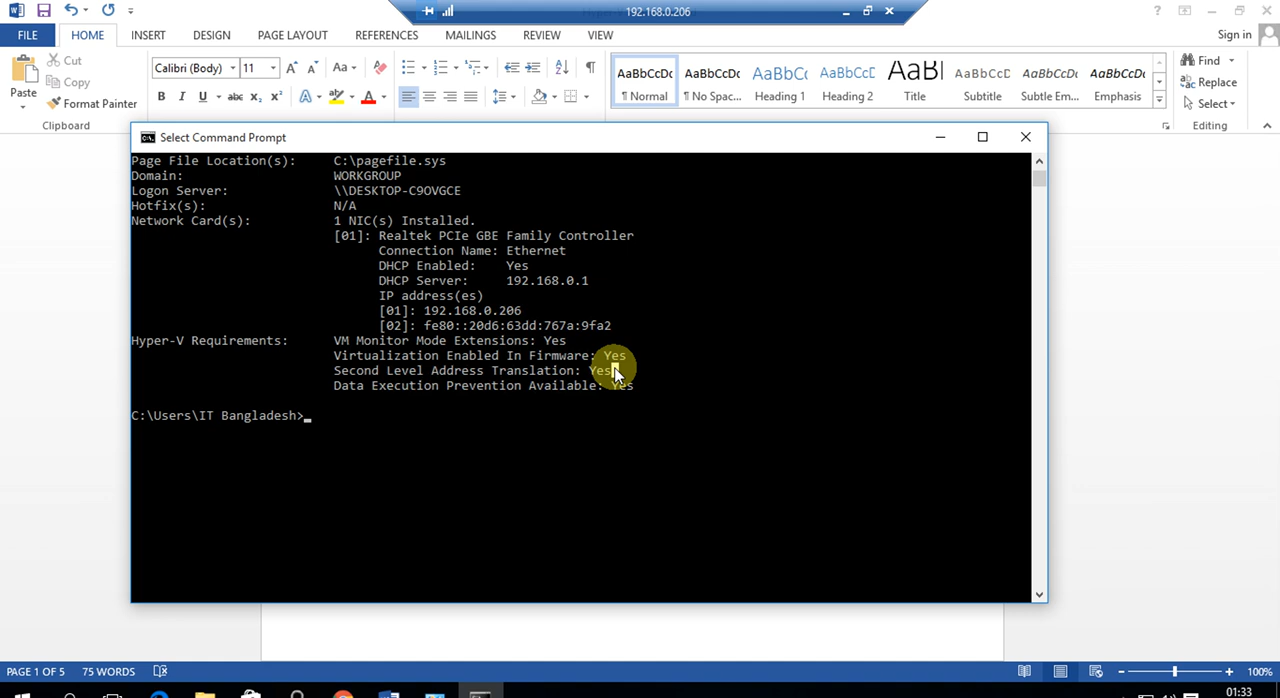 192.168.0.206
FILE HOME INSERT DESIGN PAGE LAYOUT REFERENCES MAILINGS REVIEW VIEW Sign in
Paste
Cut
Copy
Format Painter
Clipboard
Calibri (Body) 11
AaBbCcDc AaBbCcDc AaBbCc AaBbCcC AaBl AaBbCcD AaBbCcDc AaBbCcDc
¶ Normal ¶ No Spac... Heading 1 Heading 2 Title Subtitle Subtle Em... Emphasis
Find
Replace
Select
Editing
Select Command Prompt
Page File Location(s): C:\pagefile.sys
Domain: WORKGROUP
Logon Server: \\DESKTOP-C9OVGCE
Hotfix(s): N/A
Network Card(s): 1 NIC(s) Installed.
[01]: Realtek PCIe GBE Family Controller
Connection Name: Ethernet
DHCP Enabled: Yes
DHCP Server: 192.168.0.1
IP address(es)
[01]: 192.168.0.206
[02]: fe80::20d6:63dd:767a:9fa2
Hyper-V Requirements: VM Monitor Mode Extensions: Yes
Virtualization Enabled In Firmware: Yes
Second Level Address Translation: Yes
Data Execution Prevention Available: Yes
C:\Users\IT Bangladesh>
PAGE 1 OF 5 75 WORDS 100%
01:33